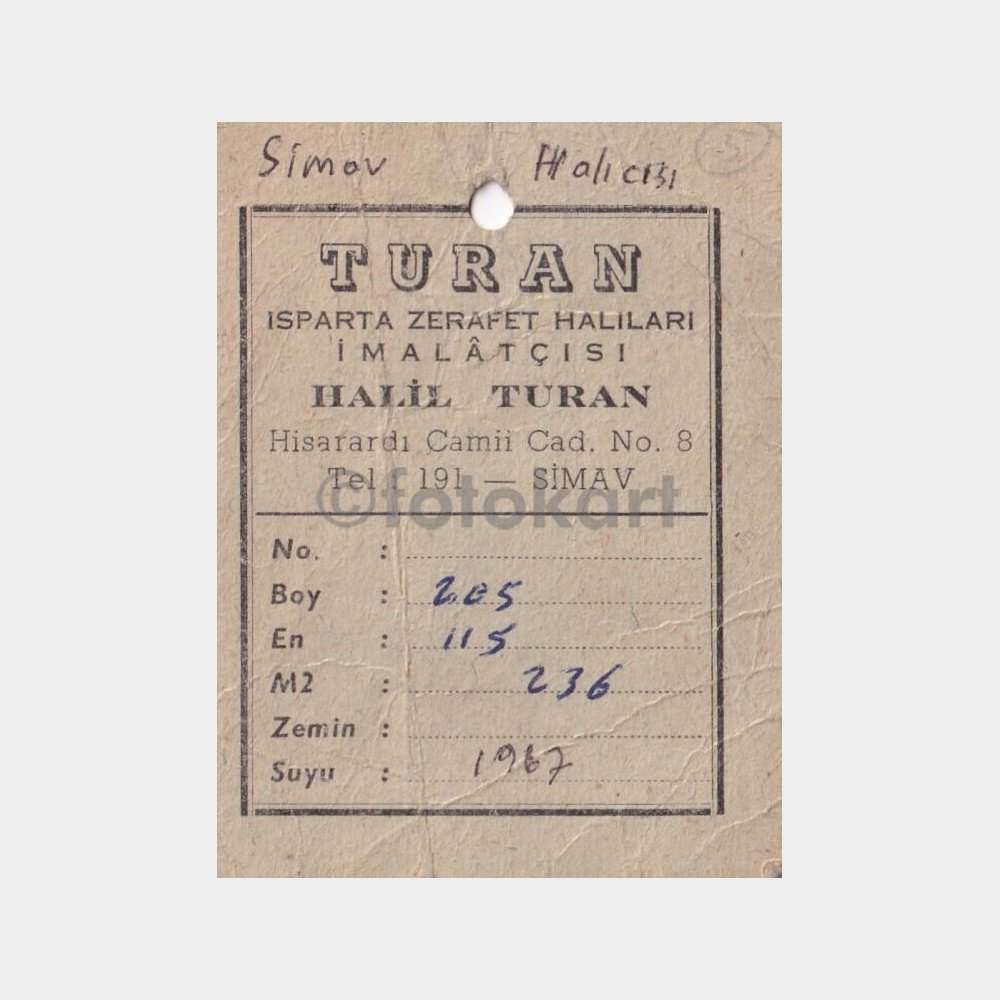 Simav Halıcısı
TURAN
ISPARTA ZERAFET HALILARI
İMALÂTÇISI
HALİL TURAN
Hisarardı Camii Cad. No. 8
Tel : 191 — SİMAV
©fotokart
No. :
Boy : 205
En : 115
M2 : 236
Zemin :
Suyu : 1967